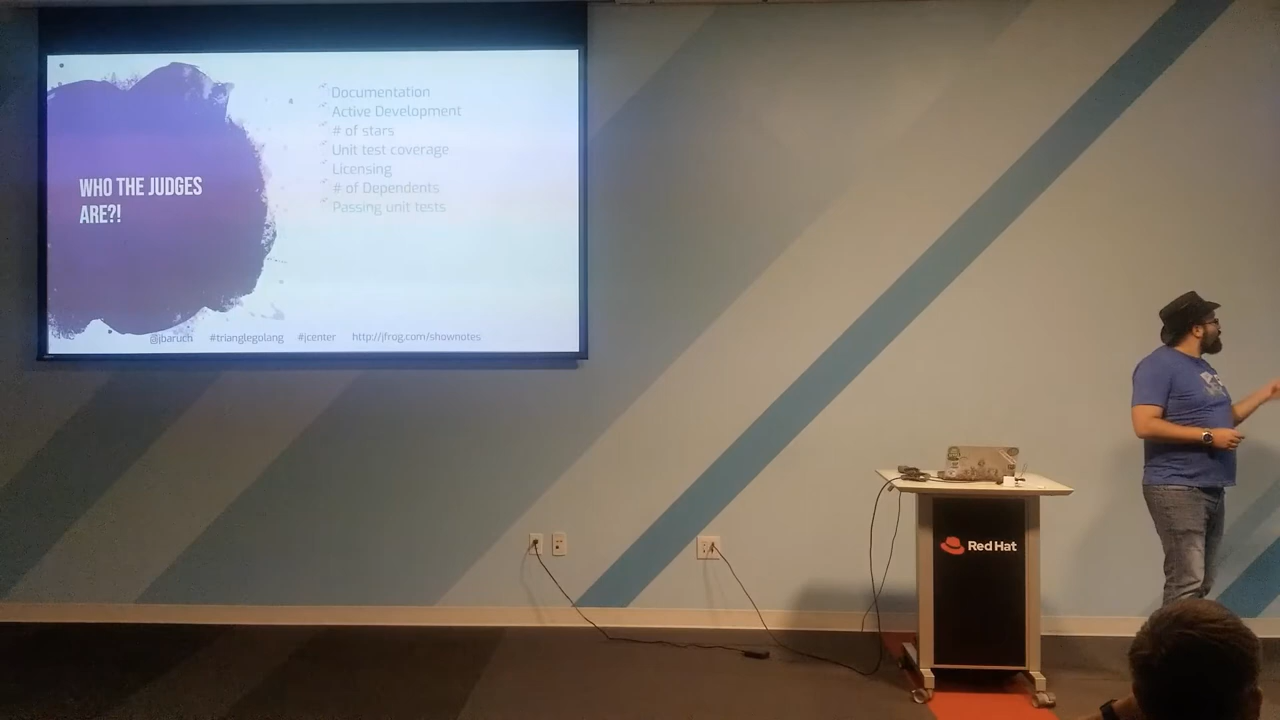 WHO THE JUDGES
ARE?!
Documentation
Active Development
# of stars
Unit test coverage
Licensing
# of Dependents
Passing unit tests
@jbaruch #trianglegolang #jcenter http://jfrog.com/shownotes
Red Hat